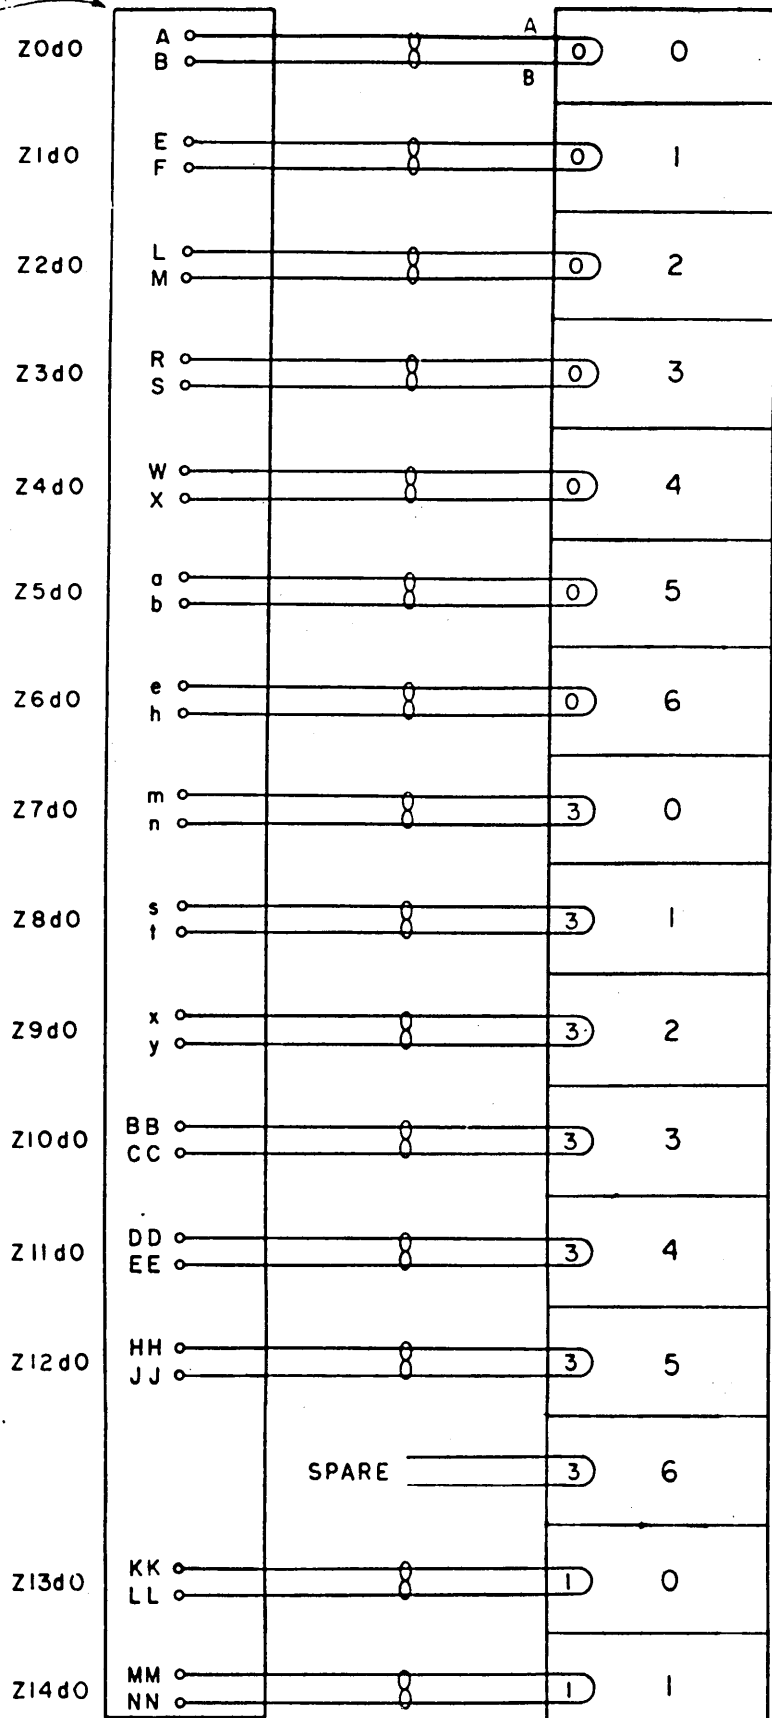 A
Z0d0 A 0 0
B
B
E
Z1d0 0 1
F
L
Z2d0 0 2
M
R
Z3d0 0 3
S
W
Z4d0 0 4
X
a
Z5d0 0 5
b
e
Z6d0 0 6
h
m
Z7d0 3 0
n
s
Z8d0 3 1
t
x
Z9d0 3 2
y
BB
Z10d0 3 3
CC
DD
Z11d0 3 4
EE
HH
Z12d0 3 5
JJ
SPARE 3 6
KK
Z13d0 1 0
LL
MM
Z14d0 1 1
NN